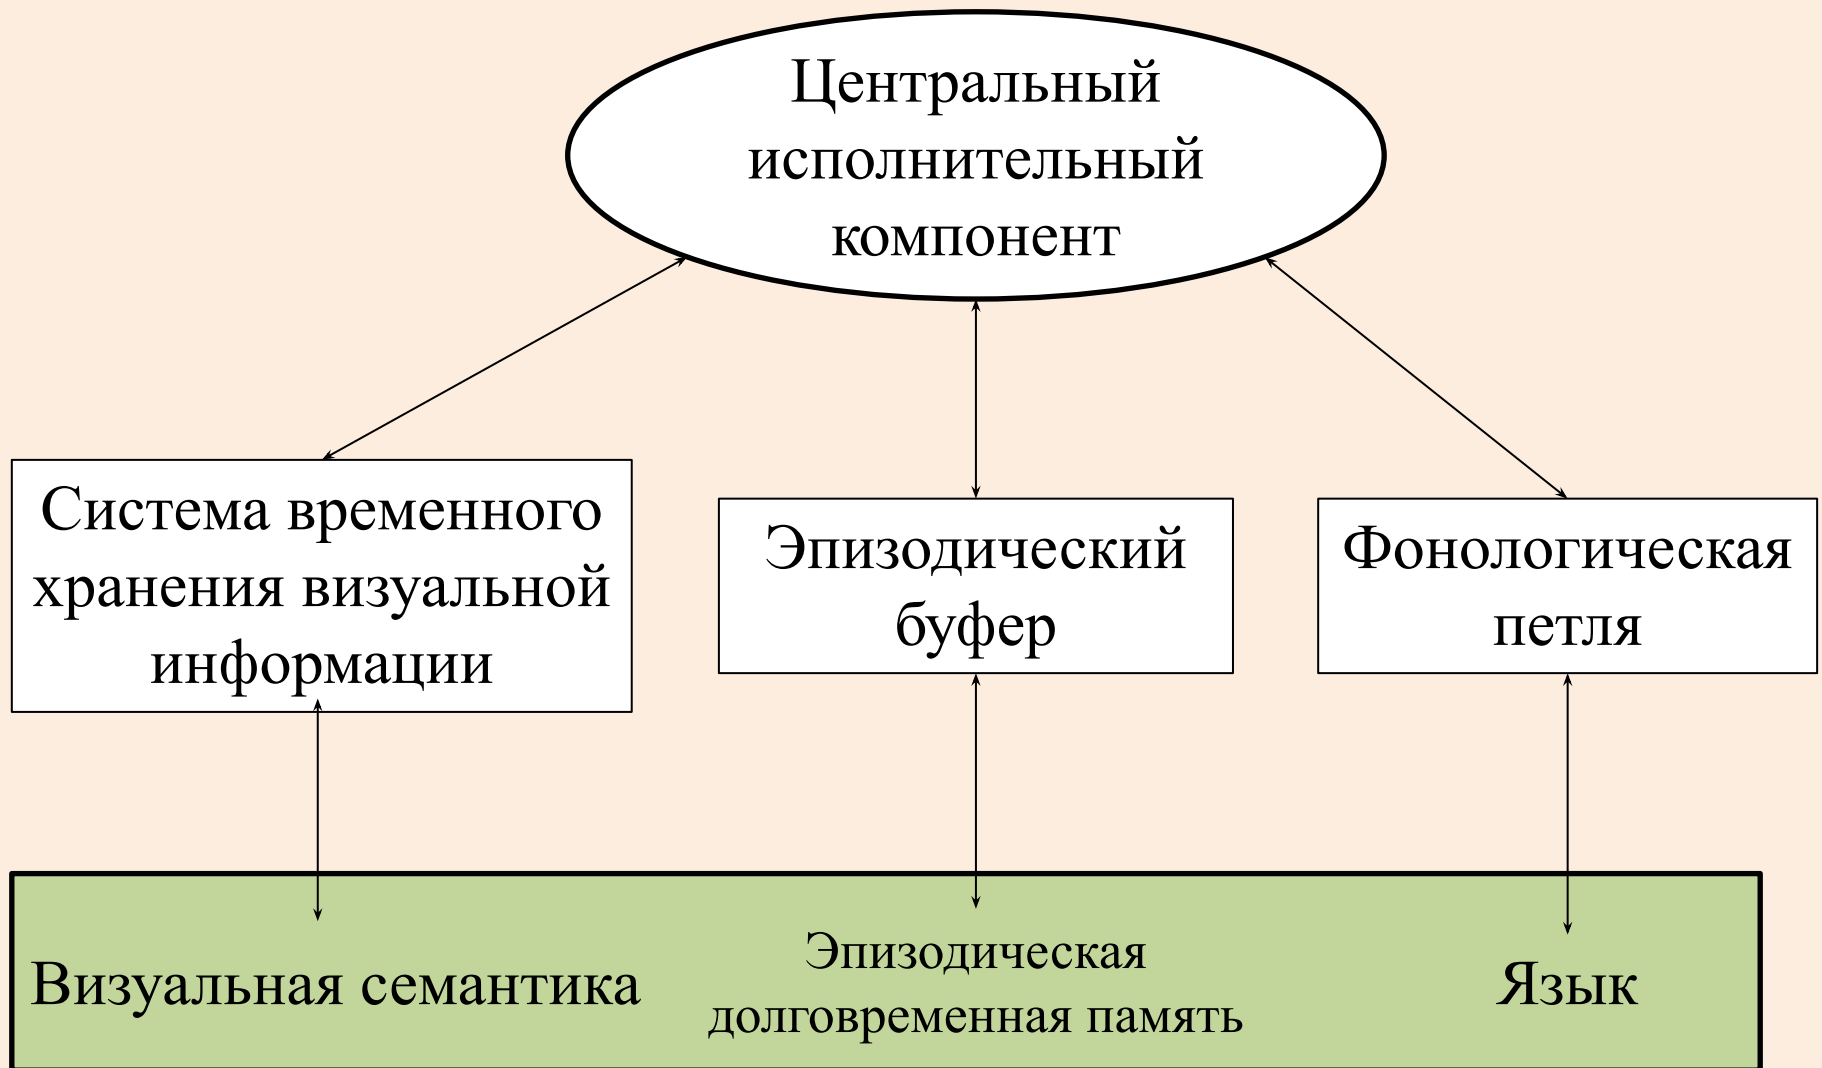 Центральный
исполнительный
компонент
Система временного
хранения визуальной
информации
Эпизодический
буфер
Фонологическая
петля
Визуальная семантика
Эпизодическая
долговременная память
Язык